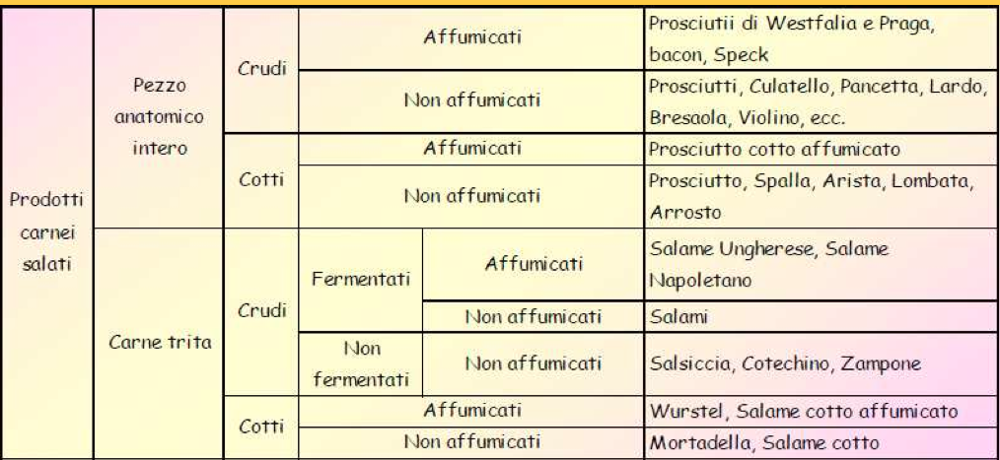 Prodotti
carnei
salati
Pezzo
anatomico
intero
Crudi
Affumicati
Prosciutii di Westfalia e Praga,
bacon, Speck
Non affumicati
Prosciutti, Culatello, Pancetta, Lardo,
Bresaola, Violino, ecc.
Cotti
Affumicati
Prosciutto cotto affumicato
Non affumicati
Prosciutto, Spalla, Arista, Lombata,
Arrosto
Carne trita
Crudi
Fermentati
Affumicati
Salame Ungherese, Salame
Napoletano
Non affumicati
Salami
Non
fermentati
Non affumicati
Salsiccia, Cotechino, Zampone
Cotti
Affumicati
Wurstel, Salame cotto affumicato
Non affumicati
Mortadella, Salame cotto